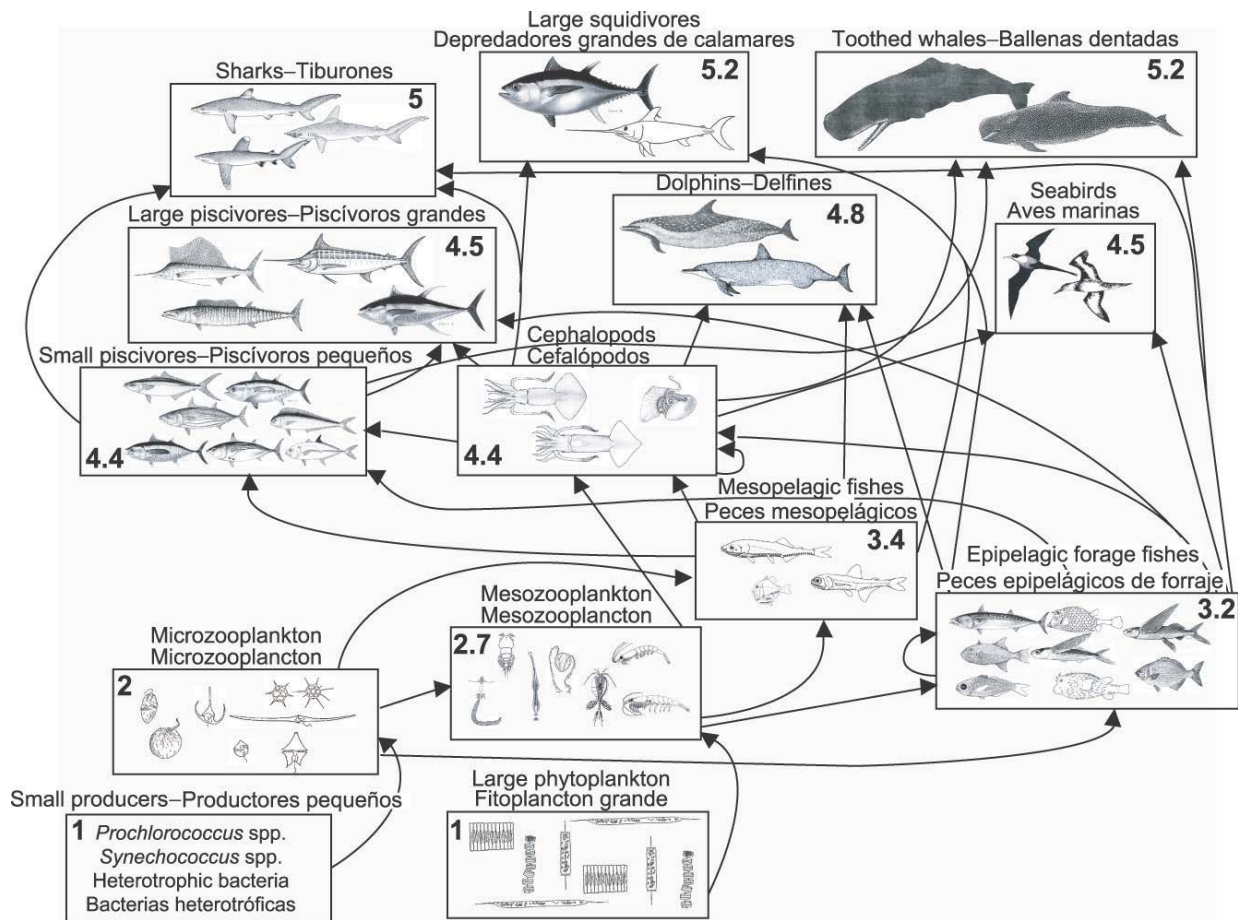 Large squidivores
Depredadores grandes de calamares
5.2
Toothed whales–Ballenas dentadas
5.2
Sharks–Tiburones
5
Dolphins–Delfines
4.8
Seabirds
Aves marinas
4.5
Large piscivores–Piscívoros grandes
4.5
Small piscivores–Piscívoros pequeños
4.4
Cephalopods
Cefalópodos
4.4
Mesopelagic fishes
Peces mesopelágicos
3.4
Epipelagic forage fishes
Peces epipelágicos de forraje
3.2
Mesozooplankton
Mesozooplancton
2.7
Microzooplankton
Microzooplancton
2
Small producers–Productores pequeños
1 Prochlorococcus spp.
Synechococcus spp.
Heterotrophic bacteria
Bacterias heterotróficas
Large phytoplankton
Fitoplancton grande
1